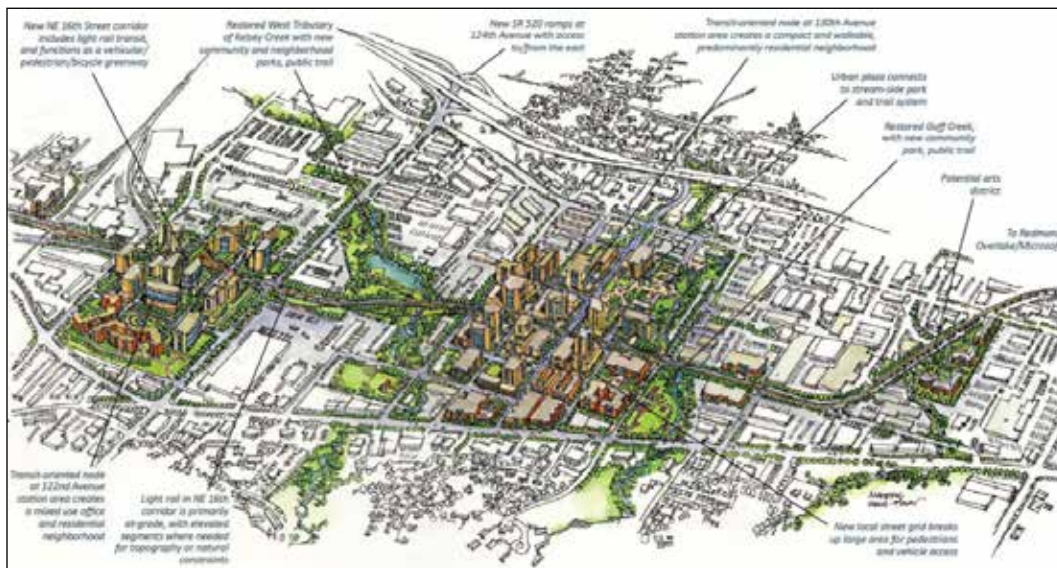 New NE 16th Street corridor
includes light rail transit,
and functions as a vehicular/
pedestrian/bicycle greenway
Restored West Tributary
of Kelsey Creek with new
community and neighborhood
parks, public trail
New SR 520 ramps at
124th Avenue with access
to/from the east
Transit-oriented node at 130th Avenue
station area creates a compact and walkable,
predominantly residential neighborhood
Urban plaza connects
to stream-side park
and trail system
Restored Goff Creek,
with new community
park, public trail
Potential arts
district
To Redmond
Overlake/Microsoft
Transit-oriented node
at 122nd Avenue
station area creates
a mixed use office
and residential
neighborhood
Light rail in NE 16th
corridor is primarily
at-grade, with elevated
segments where needed
for topography or natural
constraints
New local street grid breaks
up large area for pedestrians
and vehicle access